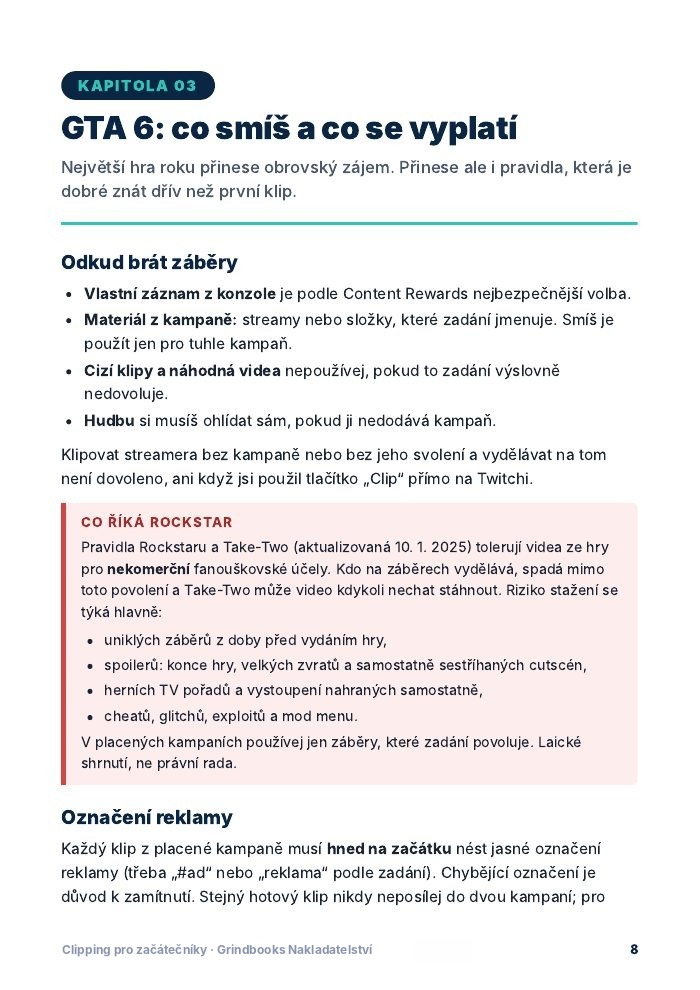 KAPITOLA 03
GTA 6: co smíš a co se vyplatí
Největší hra roku přinese obrovský zájem. Přinese ale i pravidla, která je
dobré znát dřív než první klip.
Odkud brát záběry
• Vlastní záznam z konzole je podle Content Rewards nejbezpečnější volba.
• Materiál z kampaně: streamy nebo složky, které zadání jmenuje. Smíš je
použít jen pro tuhle kampaň.
• Cizí klipy a náhodná videa nepoužívej, pokud to zadání výslovně
nedovoluje.
• Hudbu si musíš ohlídat sám, pokud ji nedodává kampaň.
Klipovat streamera bez kampaně nebo bez jeho svolení a vydělávat na tom
není dovoleno, ani když jsi použil tlačítko „Clip“ přímo na Twitchi.
CO ŘÍKÁ ROCKSTAR
Pravidla Rockstaru a Take-Two (aktualizovaná 10. 1. 2025) tolerují videa ze hry
pro nekomerční fanouškovské účely. Kdo na záběrech vydělává, spadá mimo
toto povolení a Take-Two může video kdykoli nechat stáhnout. Riziko stažení se
týká hlavně:
• uniklých záběrů z doby před vydáním hry,
• spoilerů: konce hry, velkých zvratů a samostatně sestříhaných cutscén,
• herních TV pořadů a vystoupení nahraných samostatně,
• cheatů, glitchů, exploitů a mod menu.
V placených kampaních používej jen záběry, které zadání povoluje. Laické
shrnutí, ne právní rada.
Označení reklamy
Každý klip z placené kampaně musí hned na začátku nést jasné označení
reklamy (třeba „#ad“ nebo „reklama“ podle zadání). Chybějící označení je
důvod k zamítnutí. Stejný hotový klip nikdy neposílej do dvou kampaní; pro
Clipping pro začátečníky · Grindbooks Nakladatelství
8